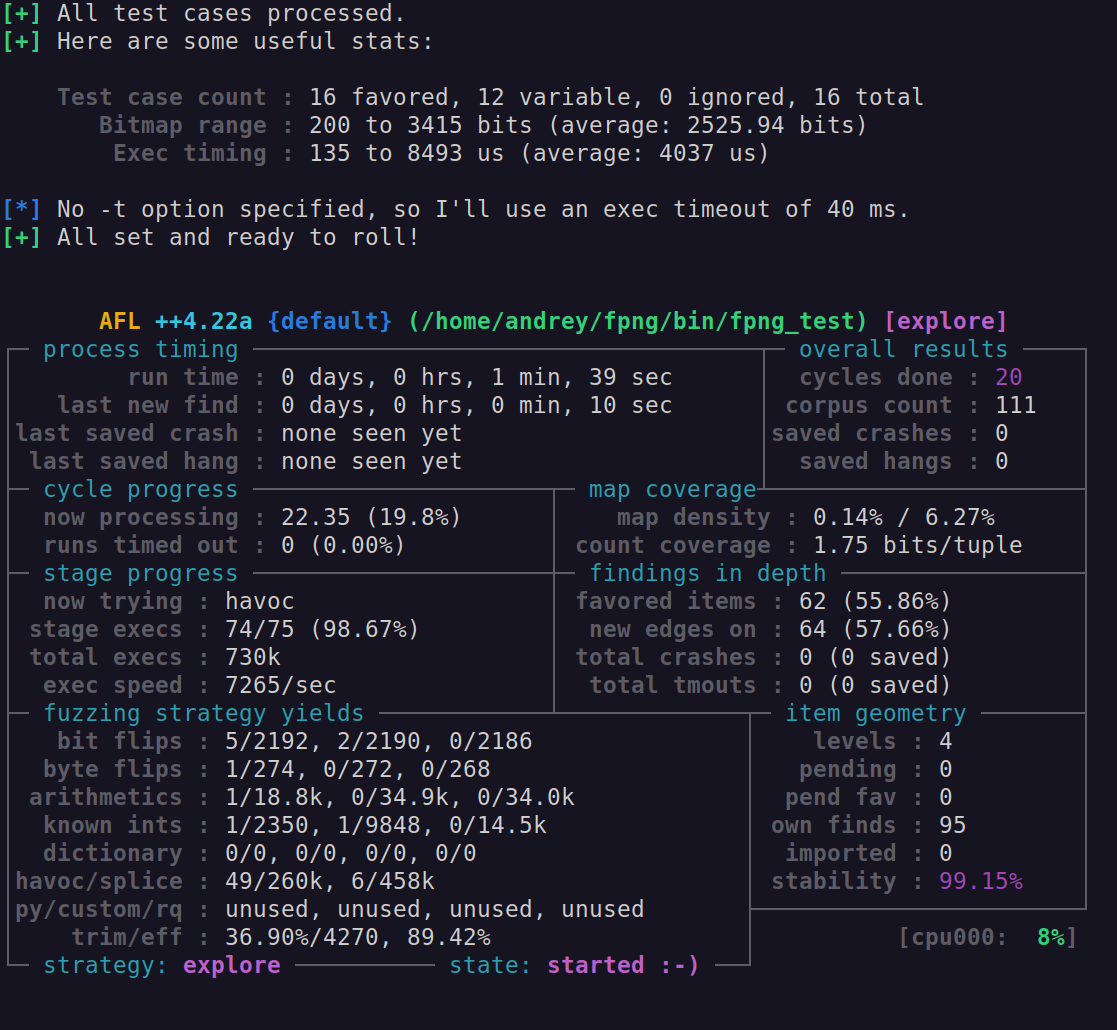 [+] All test cases processed.
[+] Here are some useful stats:
Test case count : 16 favored, 12 variable, 0 ignored, 16 total
Bitmap range : 200 to 3415 bits (average: 2525.94 bits)
Exec timing : 135 to 8493 us (average: 4037 us)
[*] No -t option specified, so I'll use an exec timeout of 40 ms.
[+] All set and ready to roll!
AFL ++4.22a {default} (/home/andrey/fpng/bin/fpng_test) [explore]
process timing overall results
run time : 0 days, 0 hrs, 1 min, 39 sec cycles done : 20
last new find : 0 days, 0 hrs, 0 min, 10 sec corpus count : 111
last saved crash : none seen yet saved crashes : 0
last saved hang : none seen yet saved hangs : 0
cycle progress map coverage
now processing : 22.35 (19.8%) map density : 0.14% / 6.27%
runs timed out : 0 (0.00%) count coverage : 1.75 bits/tuple
stage progress findings in depth
now trying : havoc favored items : 62 (55.86%)
stage execs : 74/75 (98.67%) new edges on : 64 (57.66%)
total execs : 730k total crashes : 0 (0 saved)
exec speed : 7265/sec total tmouts : 0 (0 saved)
fuzzing strategy yields item geometry
bit flips : 5/2192, 2/2190, 0/2186 levels : 4
byte flips : 1/274, 0/272, 0/268 pending : 0
arithmetics : 1/18.8k, 0/34.9k, 0/34.0k pend fav : 0
known ints : 1/2350, 1/9848, 0/14.5k own finds : 95
dictionary : 0/0, 0/0, 0/0, 0/0 imported : 0
havoc/splice : 49/260k, 6/458k stability : 99.15%
py/custom/rq : unused, unused, unused, unused
trim/eff : 36.90%/4270, 89.42% [cpu000: 8%]
strategy: explore state: started :-)